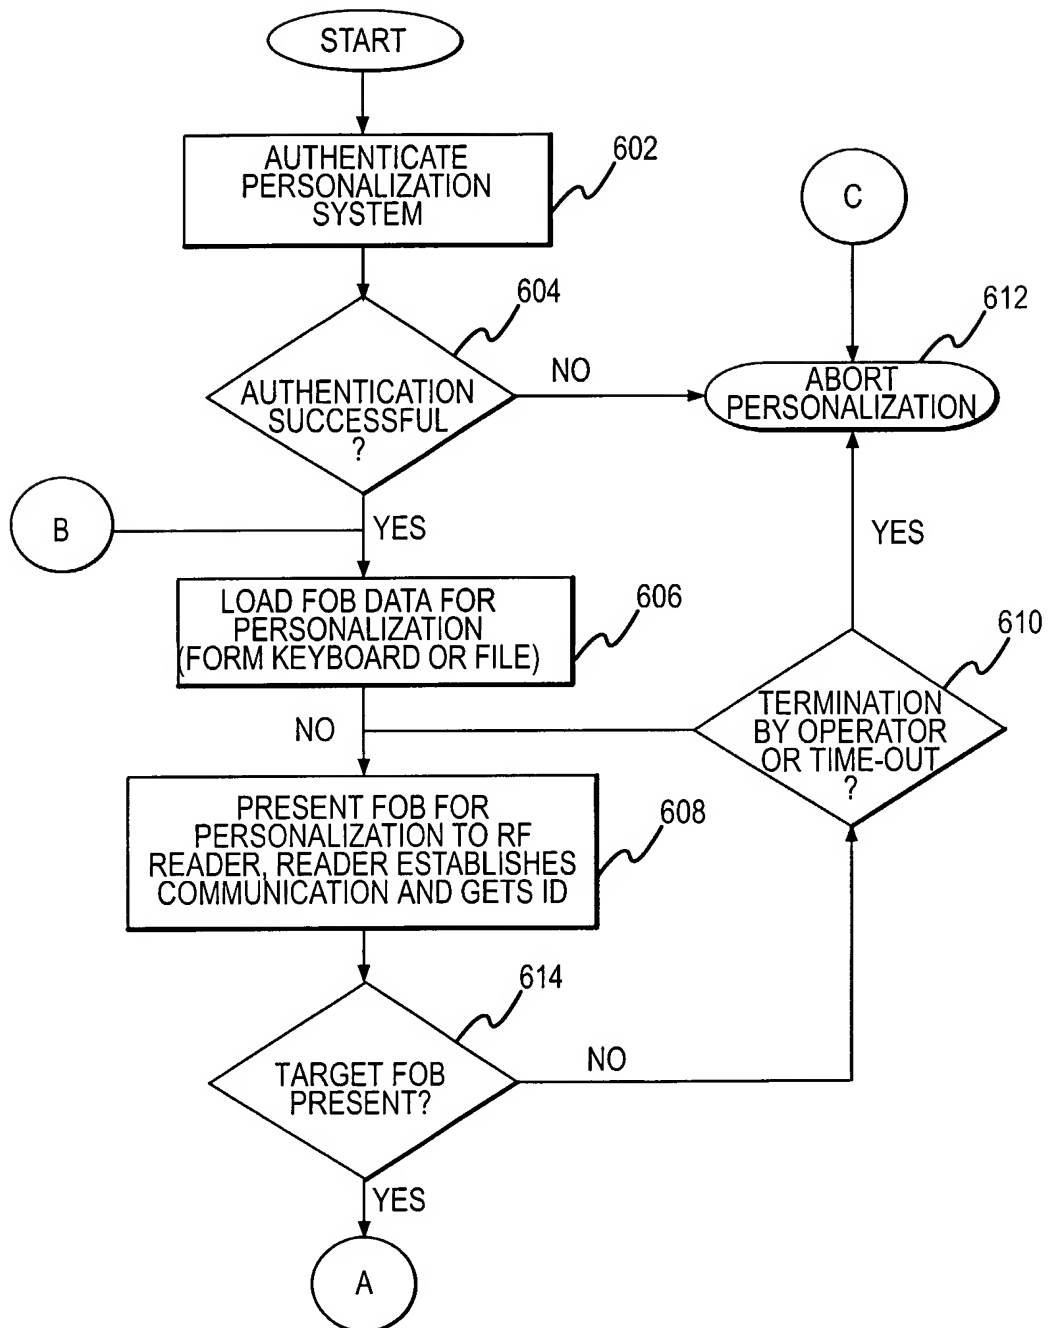 START
AUTHENTICATE
PERSONALIZATION
SYSTEM
602
C
604
612
AUTHENTICATION
SUCCESSFUL
?
NO
ABORT
PERSONALIZATION
B
YES
YES
LOAD FOB DATA FOR
PERSONALIZATION
(FORM KEYBOARD OR FILE)
606
610
NO
TERMINATION
BY OPERATOR
OR TIME-OUT
?
PRESENT FOB FOR
PERSONALIZATION TO RF
READER, READER ESTABLISHES
COMMUNICATION AND GETS ID
608
614
TARGET FOB
PRESENT?
NO
YES
A